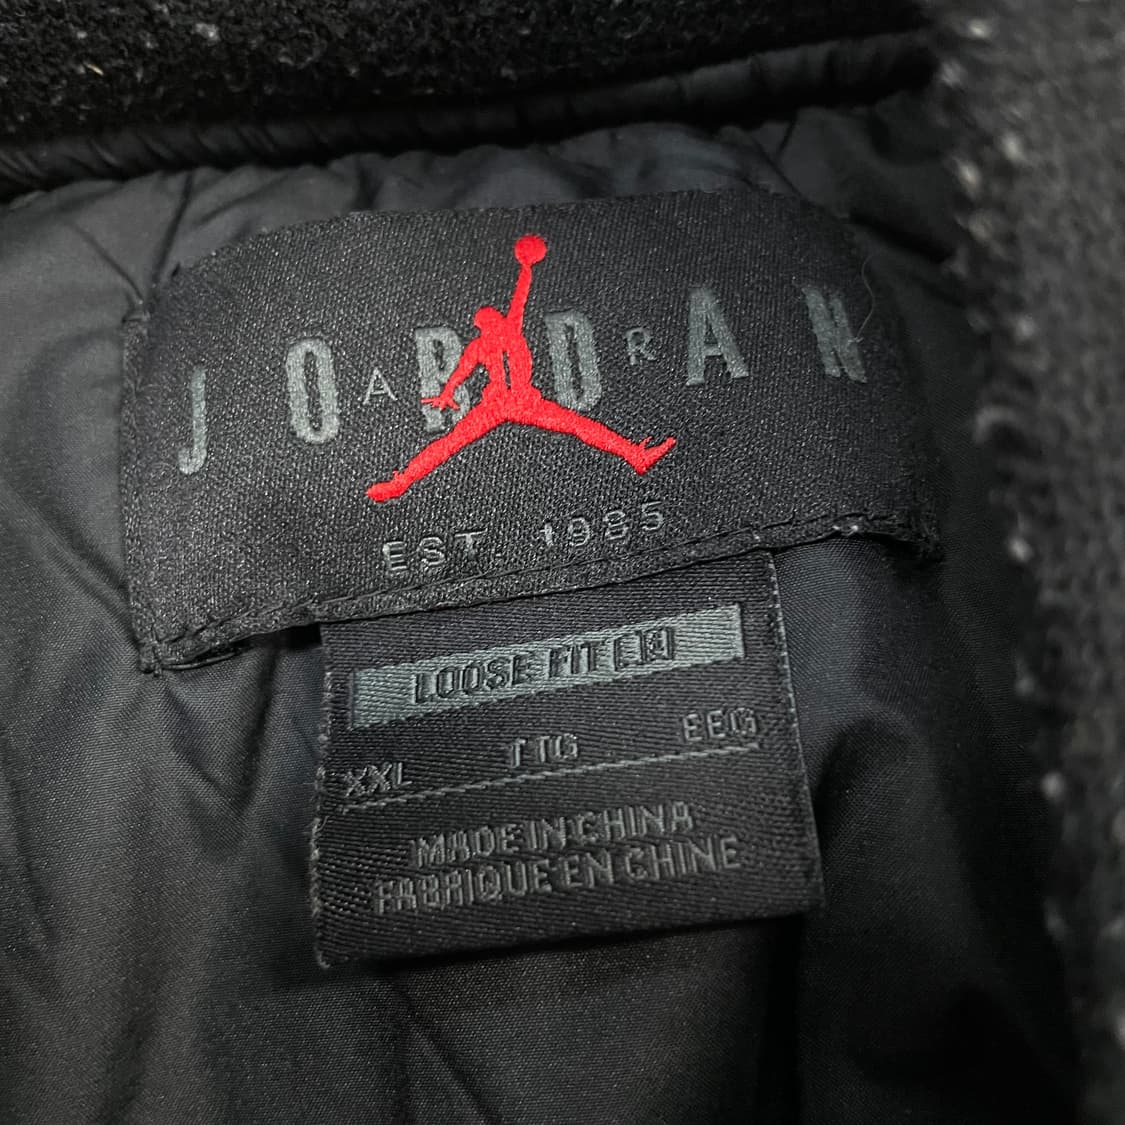 JORDAN
AIR
EST. 1985
LOOSE FIT
XXL TTG EEG
MADE IN CHINA
FABRIQUE EN CHINE